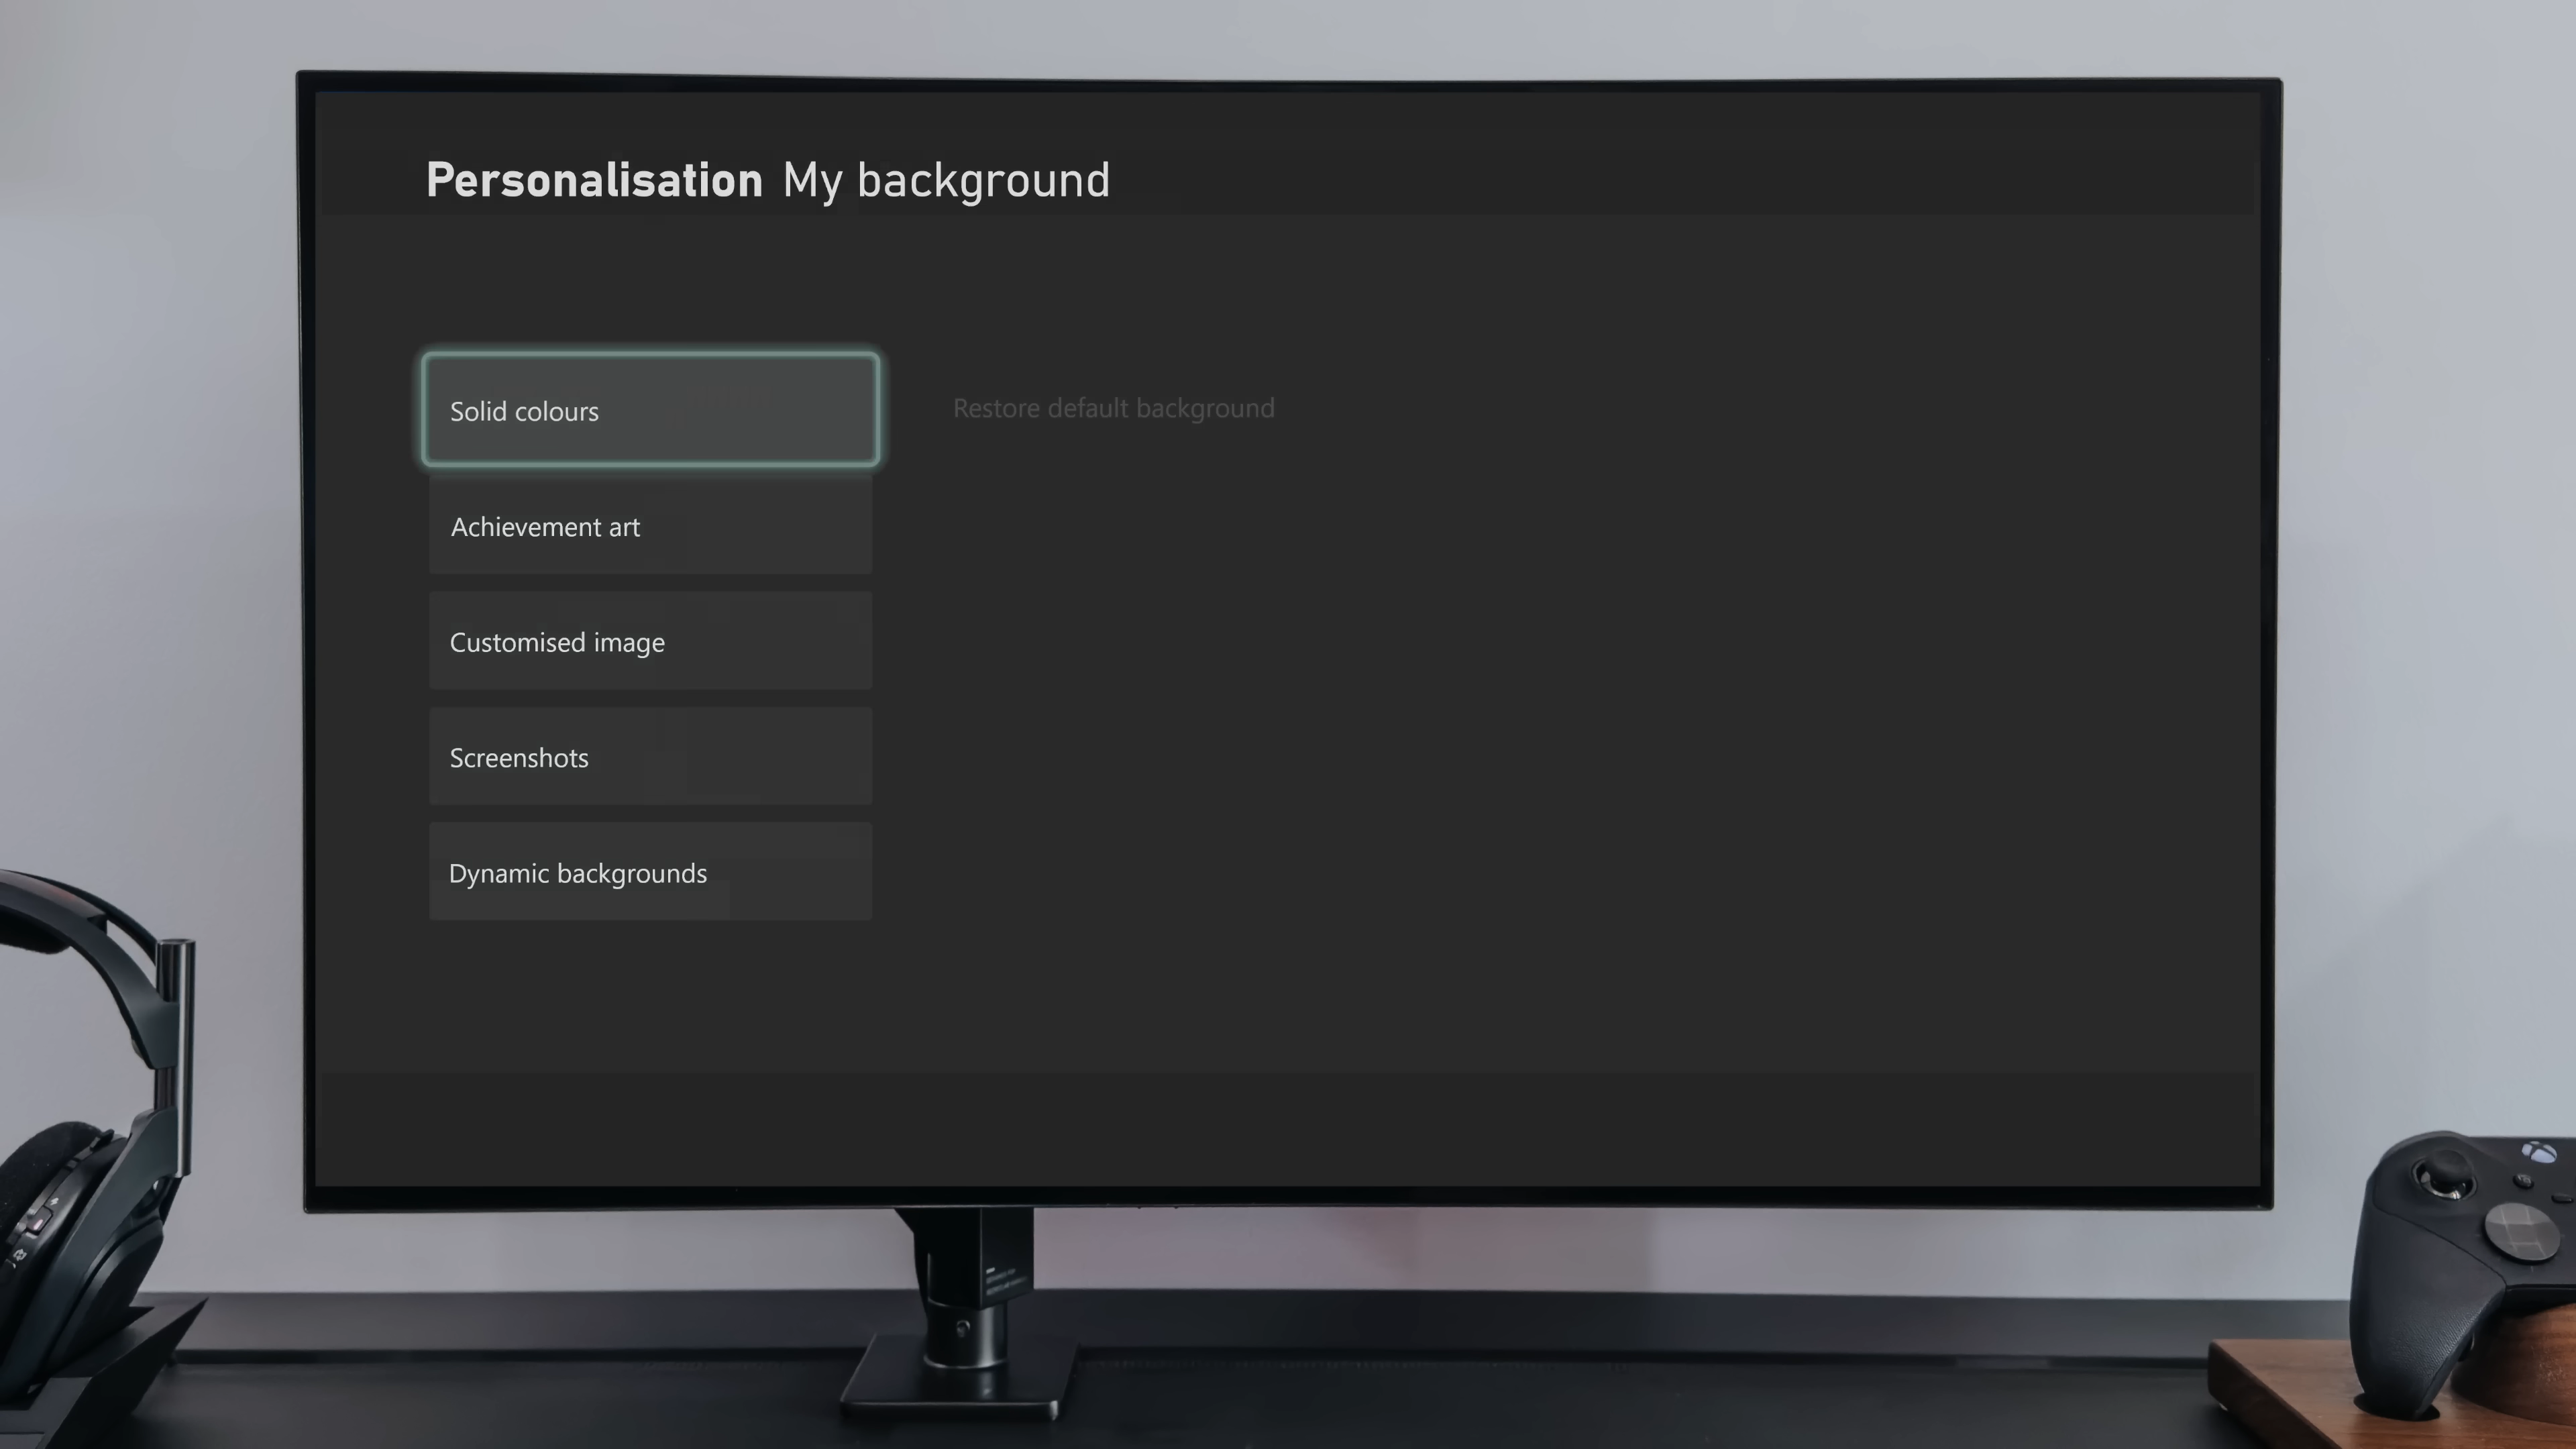 Personalisation My background
Solid colours
Restore default background
Achievement art
Customised image
Screenshots
Dynamic backgrounds